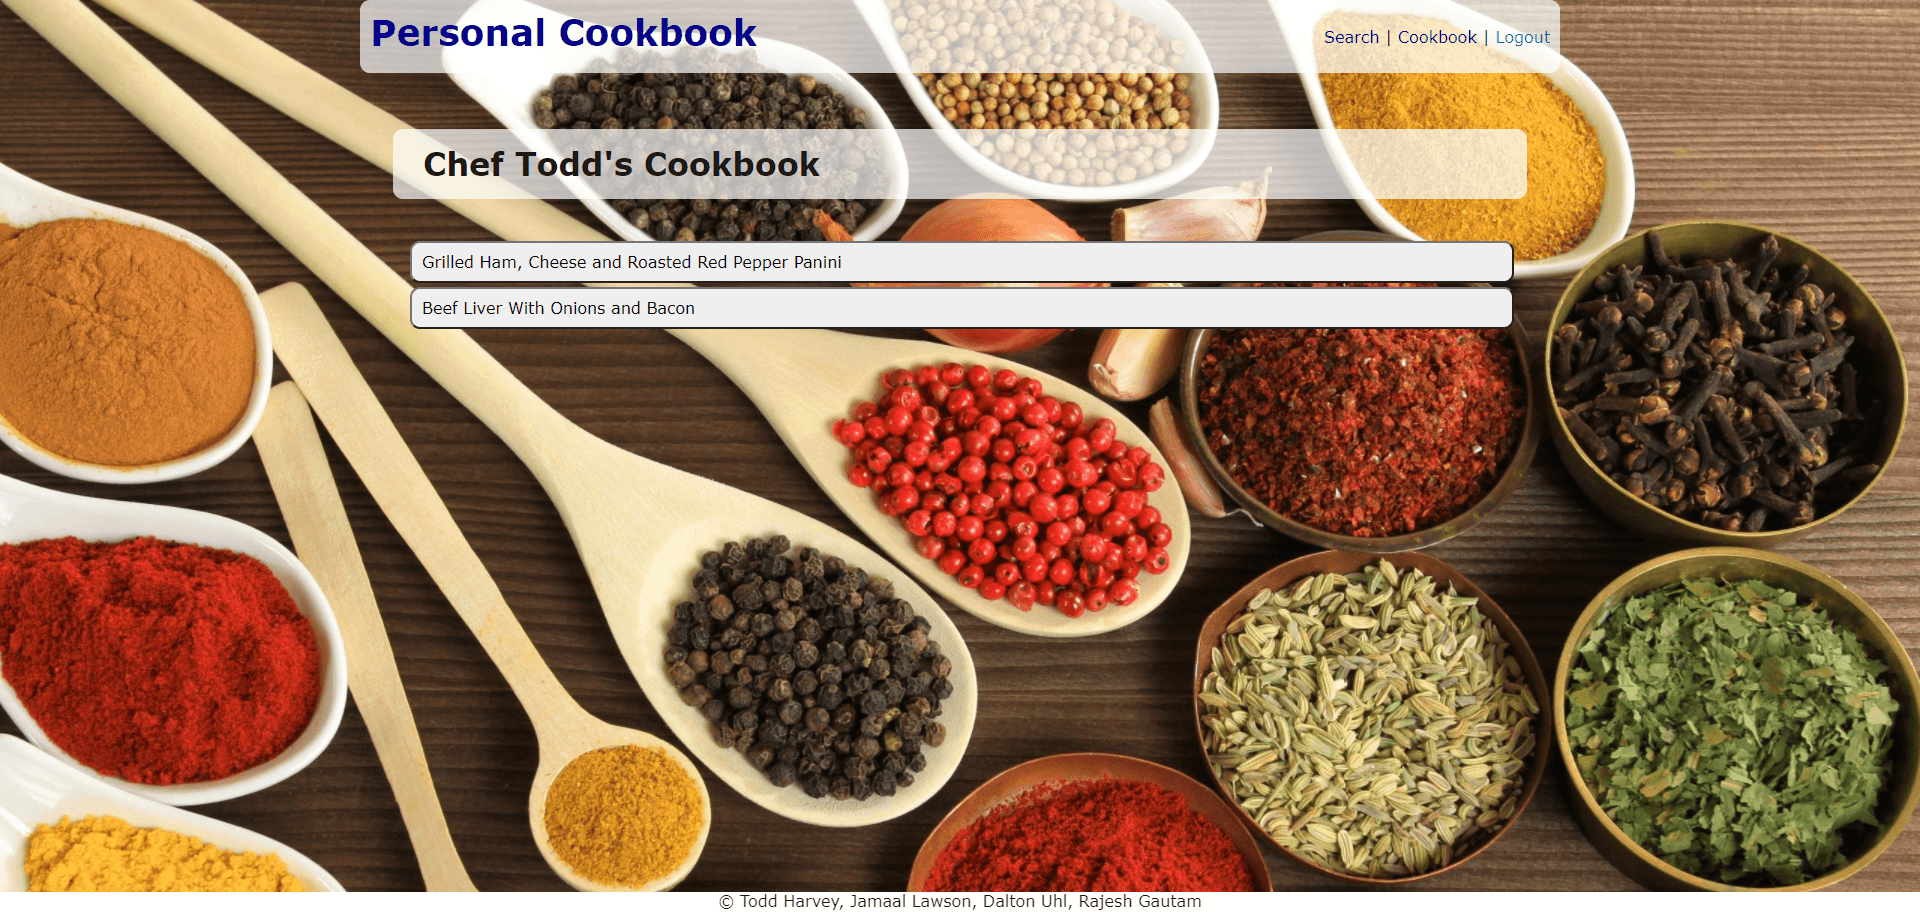 Personal Cookbook
Search | Cookbook | Logout
Chef Todd's Cookbook
Grilled Ham, Cheese and Roasted Red Pepper Panini
Beef Liver With Onions and Bacon
© Todd Harvey, Jamaal Lawson, Dalton Uhl, Rajesh Gautam